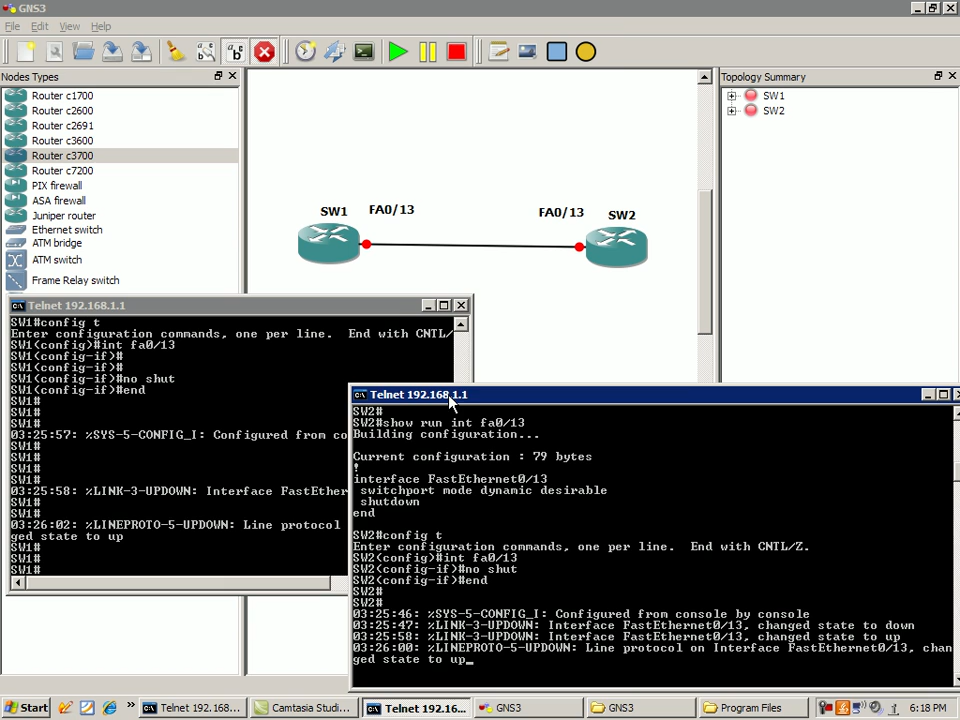 GNS3
File Edit View Help
Nodes Types
Router c1700
Router c2600
Router c2691
Router c3600
Router c3700
Router c7200
PIX firewall
ASA firewall
Juniper router
Ethernet switch
ATM bridge
ATM switch
Frame Relay switch
SW1 FA0/13 FA0/13 SW2
Topology Summary
SW1
SW2
Telnet 192.168.1.1
SW1#config t
Enter configuration commands, one per line.  End with CNTL/
SW1(config)#int fa0/13
SW1(config-if)#
SW1(config-if)#
SW1(config-if)#no shut
SW1(config-if)#end
SW1#
SW1#
SW1#
03:25:57: %SYS-5-CONFIG_I: Configured from co
SW1#
SW1#
SW1#
SW1#
03:25:58: %LINK-3-UPDOWN: Interface FastEther
SW1#
SW1#
03:26:02: %LINEPROTO-5-UPDOWN: Line protocol
ged state to up
SW1#
SW1#
SW1#
Telnet 192.168.1.1
SW2#
SW2#show run int fa0/13
Building configuration...
Current configuration : 79 bytes
!
interface FastEthernet0/13
switchport mode dynamic desirable
shutdown
end
SW2#config t
Enter configuration commands, one per line.  End with CNTL/Z.
SW2(config)#int fa0/13
SW2(config-if)#no shut
SW2(config-if)#end
SW2#
SW2#
03:25:46: %SYS-5-CONFIG_I: Configured from console by console
03:25:47: %LINK-3-UPDOWN: Interface FastEthernet0/13, changed state to down
03:25:58: %LINK-3-UPDOWN: Interface FastEthernet0/13, changed state to up
03:26:00: %LINEPROTO-5-UPDOWN: Line protocol on Interface FastEthernet0/13, chan
ged state to up_
Start Telnet 192.168... Camtasia Studi... Telnet 192.16... GNS3 GNS3 Program Files 6:18 PM